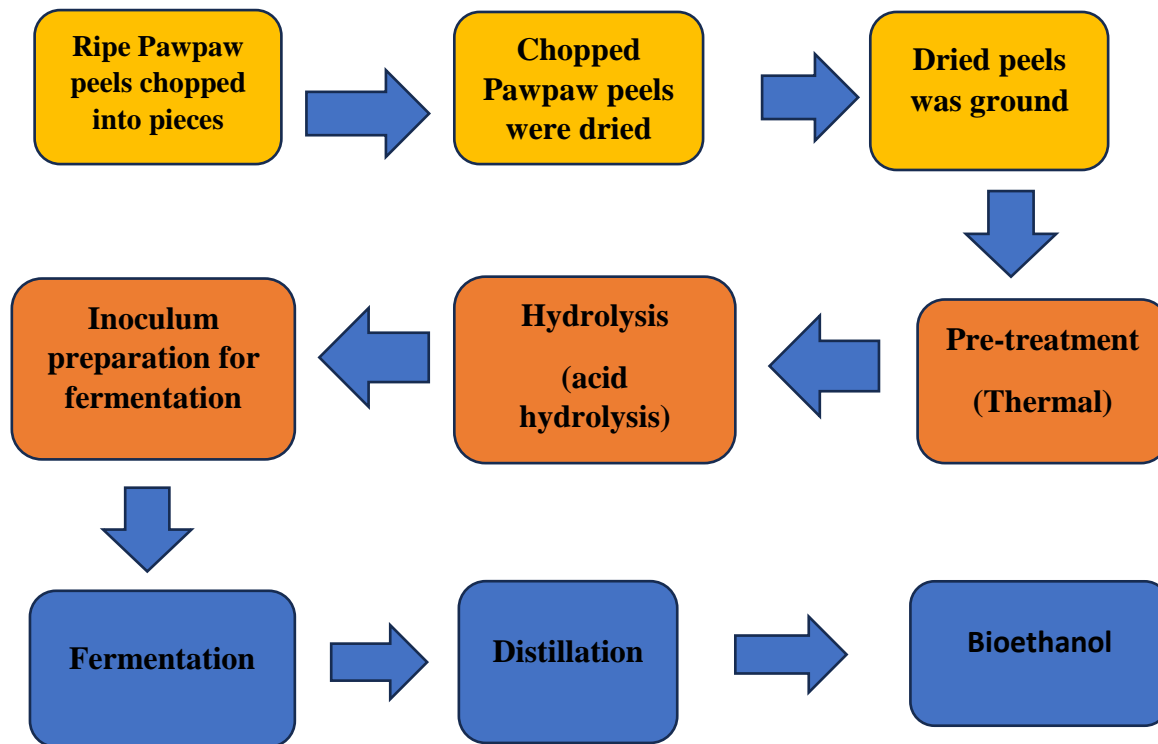 Ripe Pawpaw
peels chopped
into pieces
Chopped
Pawpaw peels
were dried
Dried peels
was ground
Pre-treatment
(Thermal)
Hydrolysis
(acid
hydrolysis)
Inoculum
preparation for
fermentation
Fermentation
Distillation
Bioethanol